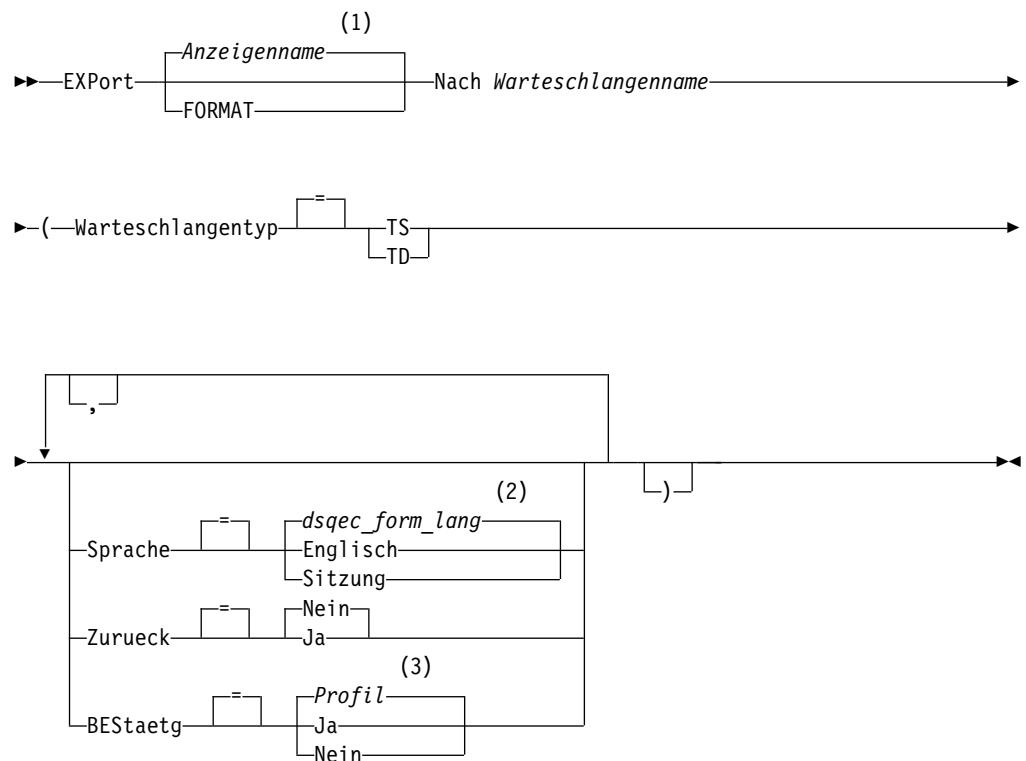 (1)
Anzeigenname
EXPort
Nach Warteschlangenname
FORMAT
( Warteschlangentyp = TS
TD
,
)
(2)
Sprache = dsqec_form_lang
Englisch
Sitzung
Zurueck = Nein
Ja
(3)
BEStaetg = Profil
Ja
Nein